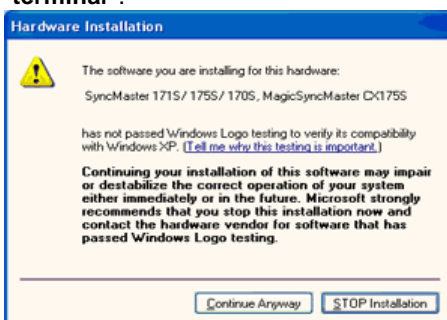 terminal".
Hardware Installation
The software you are installing for this hardware:
SyncMaster 171S/ 175S/ 170S, MagicSyncMaster CX175S
has not passed Windows Logo testing to verify its compatibility
with Windows XP. (Tell me why this testing is important.)
Continuing your installation of this software may impair
or destabilize the correct operation of your system
either immediately or in the future. Microsoft strongly
recommends that you stop this installation now and
contact the hardware vendor for software that has
passed Windows Logo testing.
Continue Anyway STOP Installation